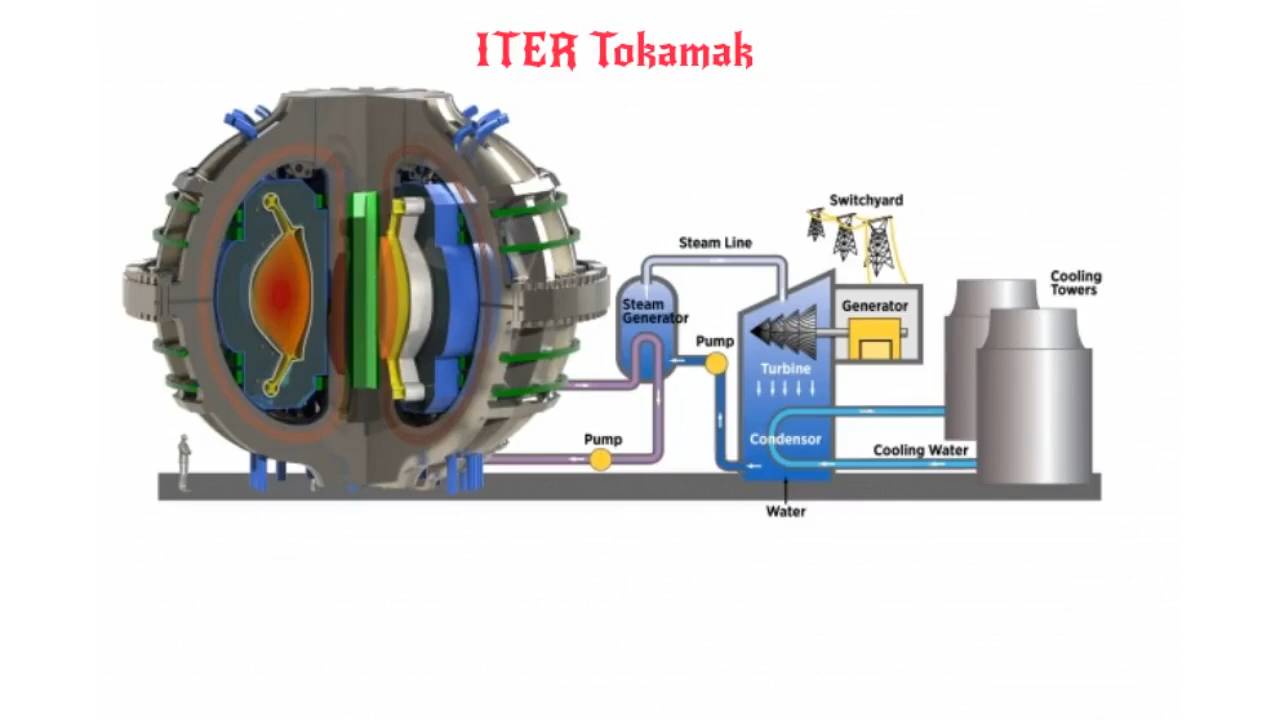 ITER Tokamak
Switchyard
Steam Line
Cooling
Towers
Steam
Generator
Generator
Pump
Turbine
Pump
Condensor
Cooling Water
Water